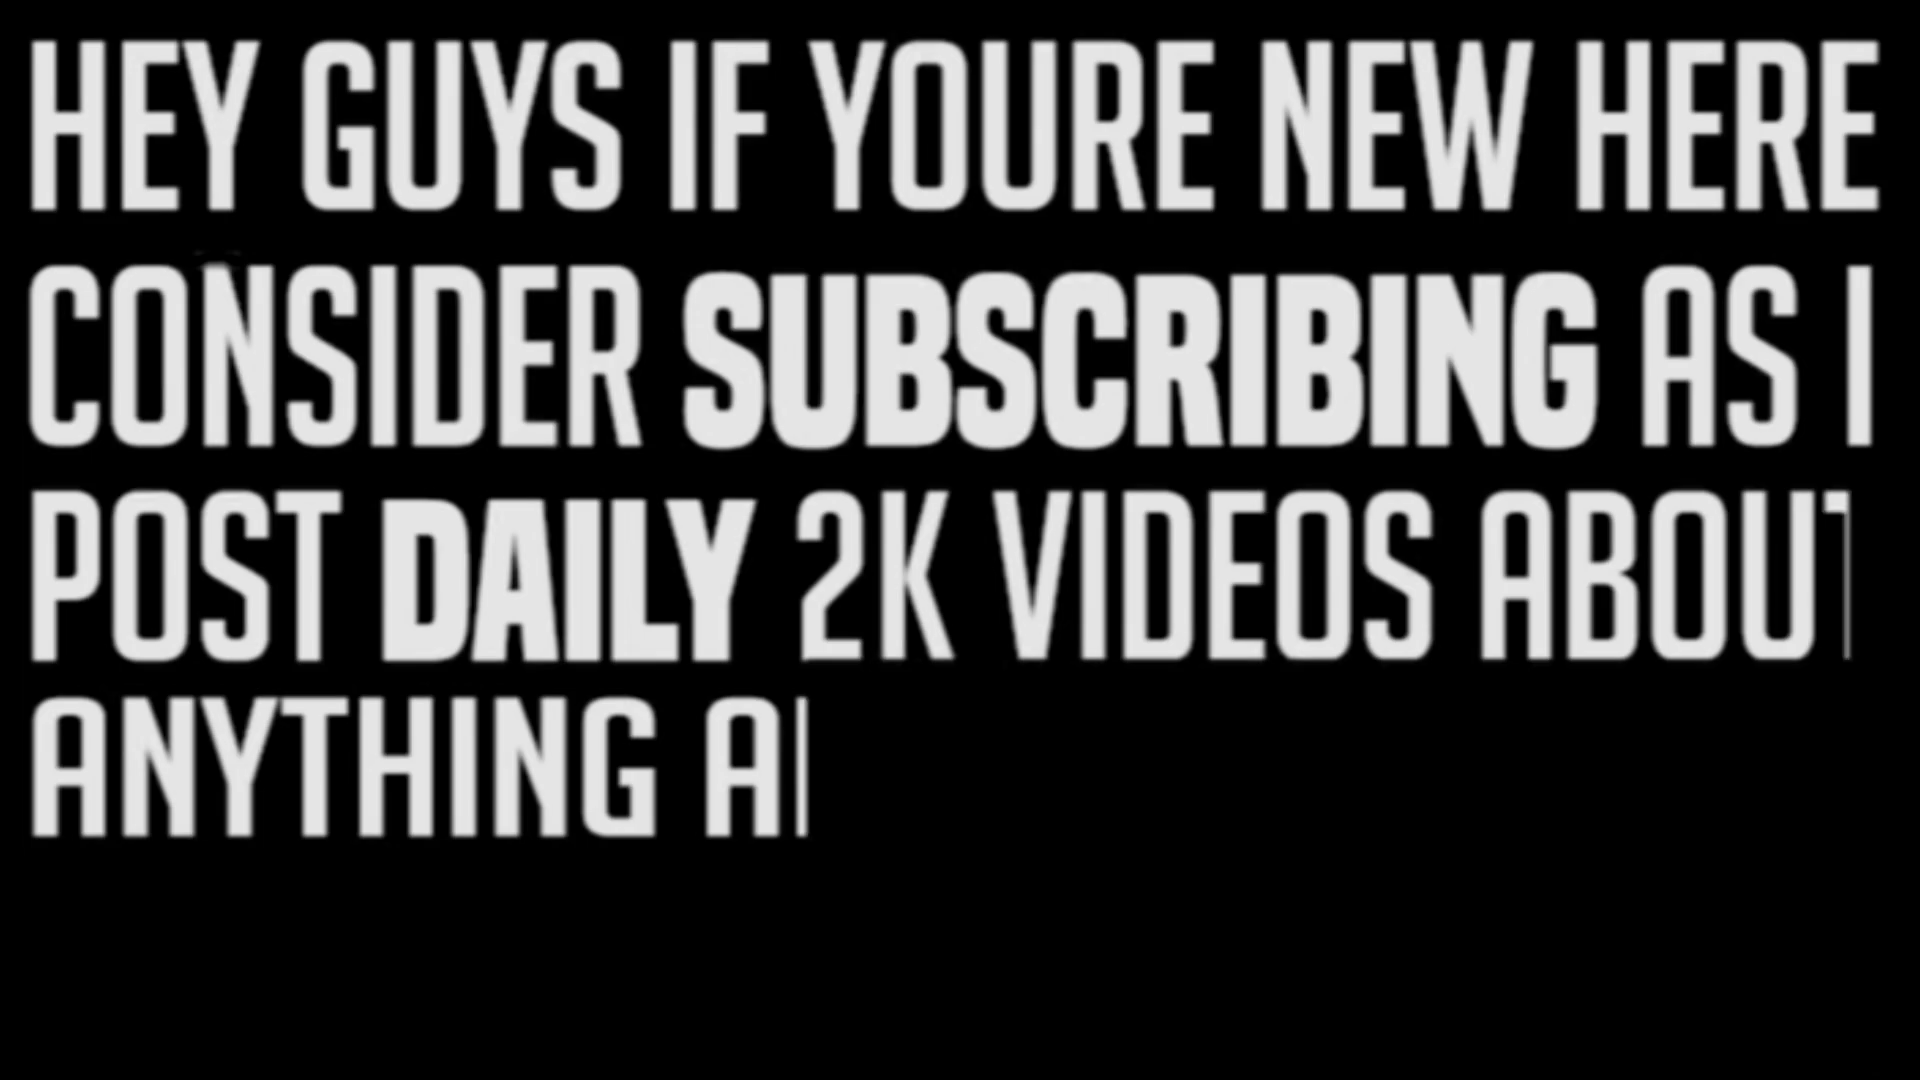 HEY GUYS IF YOURE NEW HERE
CONSIDER SUBSCRIBING AS I
POST DAILY 2K VIDEOS ABOUT
ANYTHING